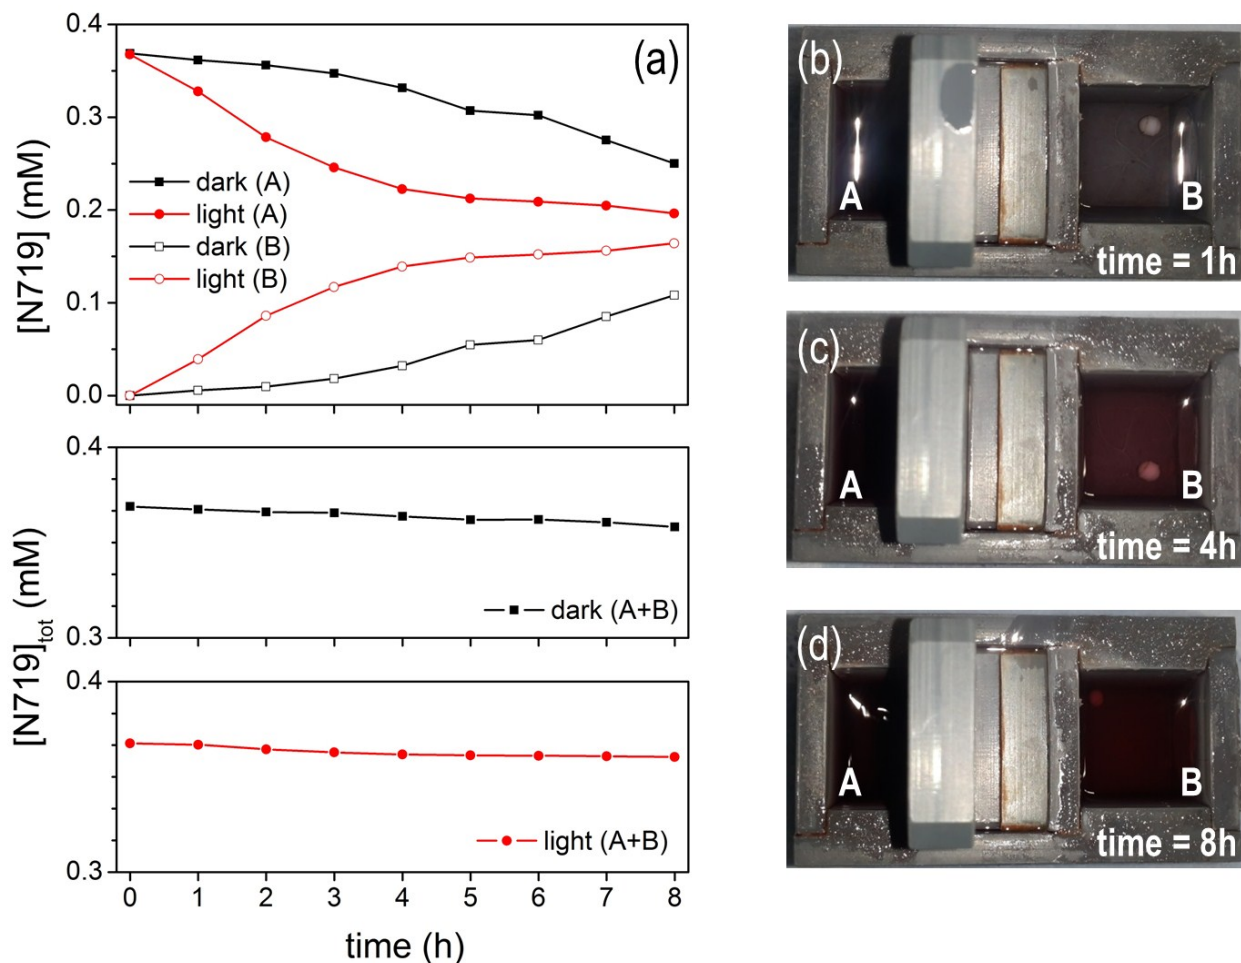 (a)
0.4
0.3
0.2
0.1
0.0
[N719] (mM)
dark (A)
light (A)
dark (B)
light (B)
0.4
0.3
dark (A+B)
[N719]tot (mM)
0.4
0.3
light (A+B)
0 1 2 3 4 5 6 7 8
time (h)
(b)
A B
time = 1h
(c)
A B
time = 4h
(d)
A B
time = 8h